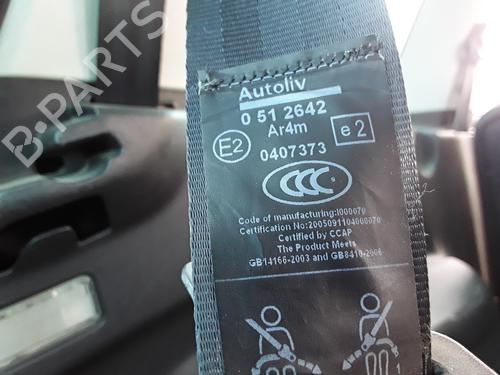 B-PARTS
Autoliv
0 51 2642
Ar4m
E2
e2
0407373
CCC
Code of manufacturing:I000070
Certification No:2005091104000070
Certified by CCAP
The Product Meets
GB14166-2003 and GB8410-2006